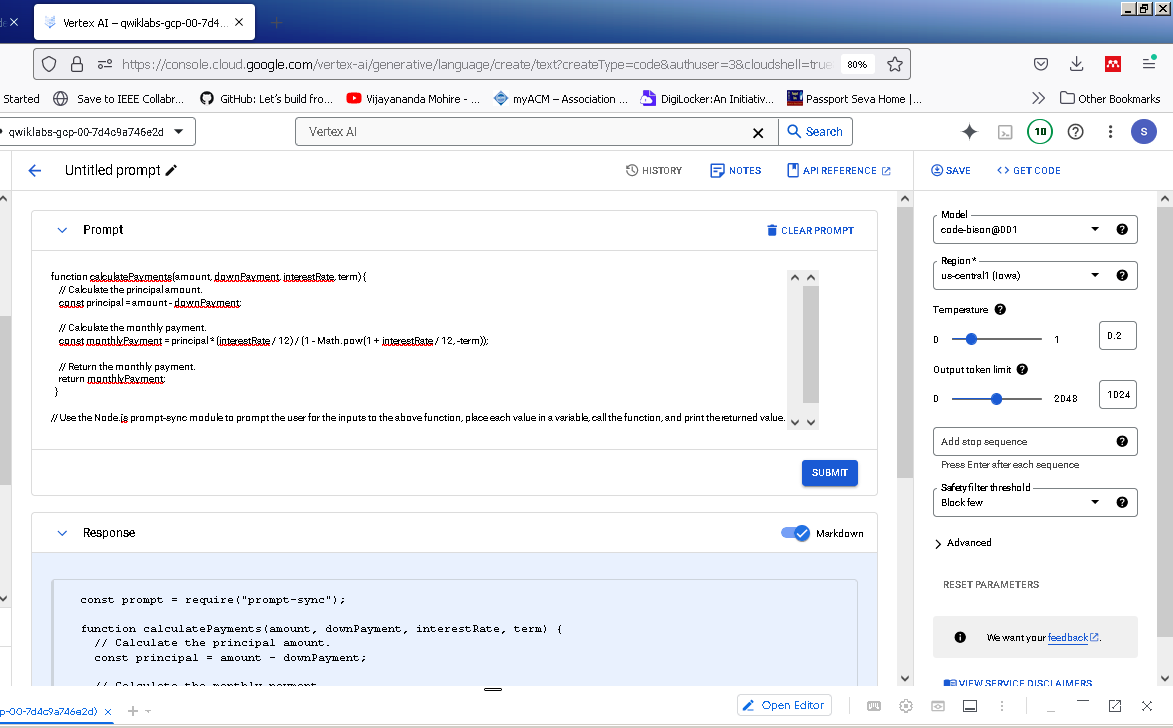 Vertex AI – qwiklabs-gcp-00-7d4...
https://console.cloud.google.com/vertex-ai/generative/language/create/text?createType=code&authuser=3&cloudshell=true
80%
Started
Save to IEEE Collabr...
GitHub: Let's build fro...
Vijayananda Mohire - ...
myACM – Association ...
DigiLocker:An Initiativ...
Passport Seva Home |...
Other Bookmarks
qwiklabs-gcp-00-7d4c9a746e2d
Vertex AI
Search
10
S
Untitled prompt
HISTORY
NOTES
API REFERENCE
SAVE
GET CODE
Prompt
CLEAR PROMPT
function calculatePayments(amount, downPayment, interestRate, term) {
// Calculate the principal amount.
const principal = amount - downPayment;
// Calculate the monthly payment.
const monthlyPayment = principal * (interestRate / 12) / (1 - Math.pow(1 + interestRate / 12, -term));
// Return the monthly payment.
return monthlyPayment;
}
// Use the Node.js prompt-sync module to prompt the user for the inputs to the above function, place each value in a variable, call the function, and print the returned value.
SUBMIT
Response
Markdown
const prompt = require("prompt-sync");
function calculatePayments(amount, downPayment, interestRate, term) {
// Calculate the principal amount.
const principal = amount - downPayment;
// Calculate the monthly payment
Model
code-bison@001
Region *
us-central1 (Iowa)
Temperature
0
1
0.2
Output token limit
0
2048
1024
Add stop sequence
Press Enter after each sequence
Safety filter threshold
Block few
Advanced
RESET PARAMETERS
We want your feedback.
VIEW SERVICE DISCLAIMERS
Open Editor
p-00-7d4c9a746e2d)